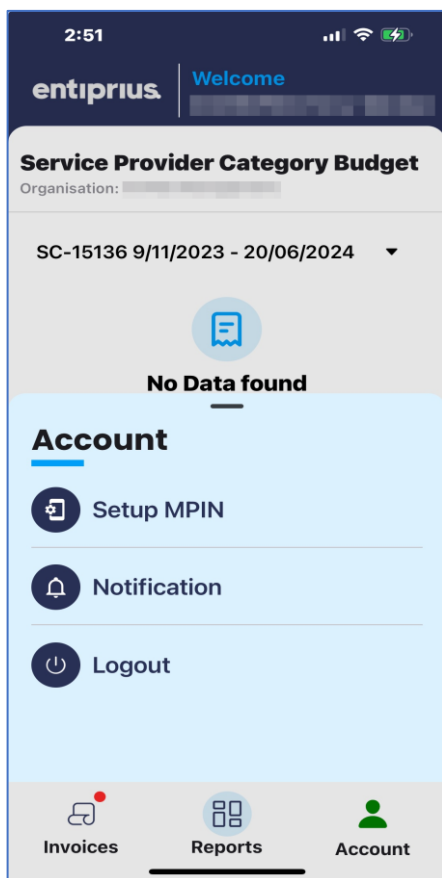 2:51
entiprius.
Welcome
Service Provider Category Budget
Organisation:
SC-15136 9/11/2023 - 20/06/2024
No Data found
Account
Setup MPIN
Notification
Logout
Invoices
Reports
Account